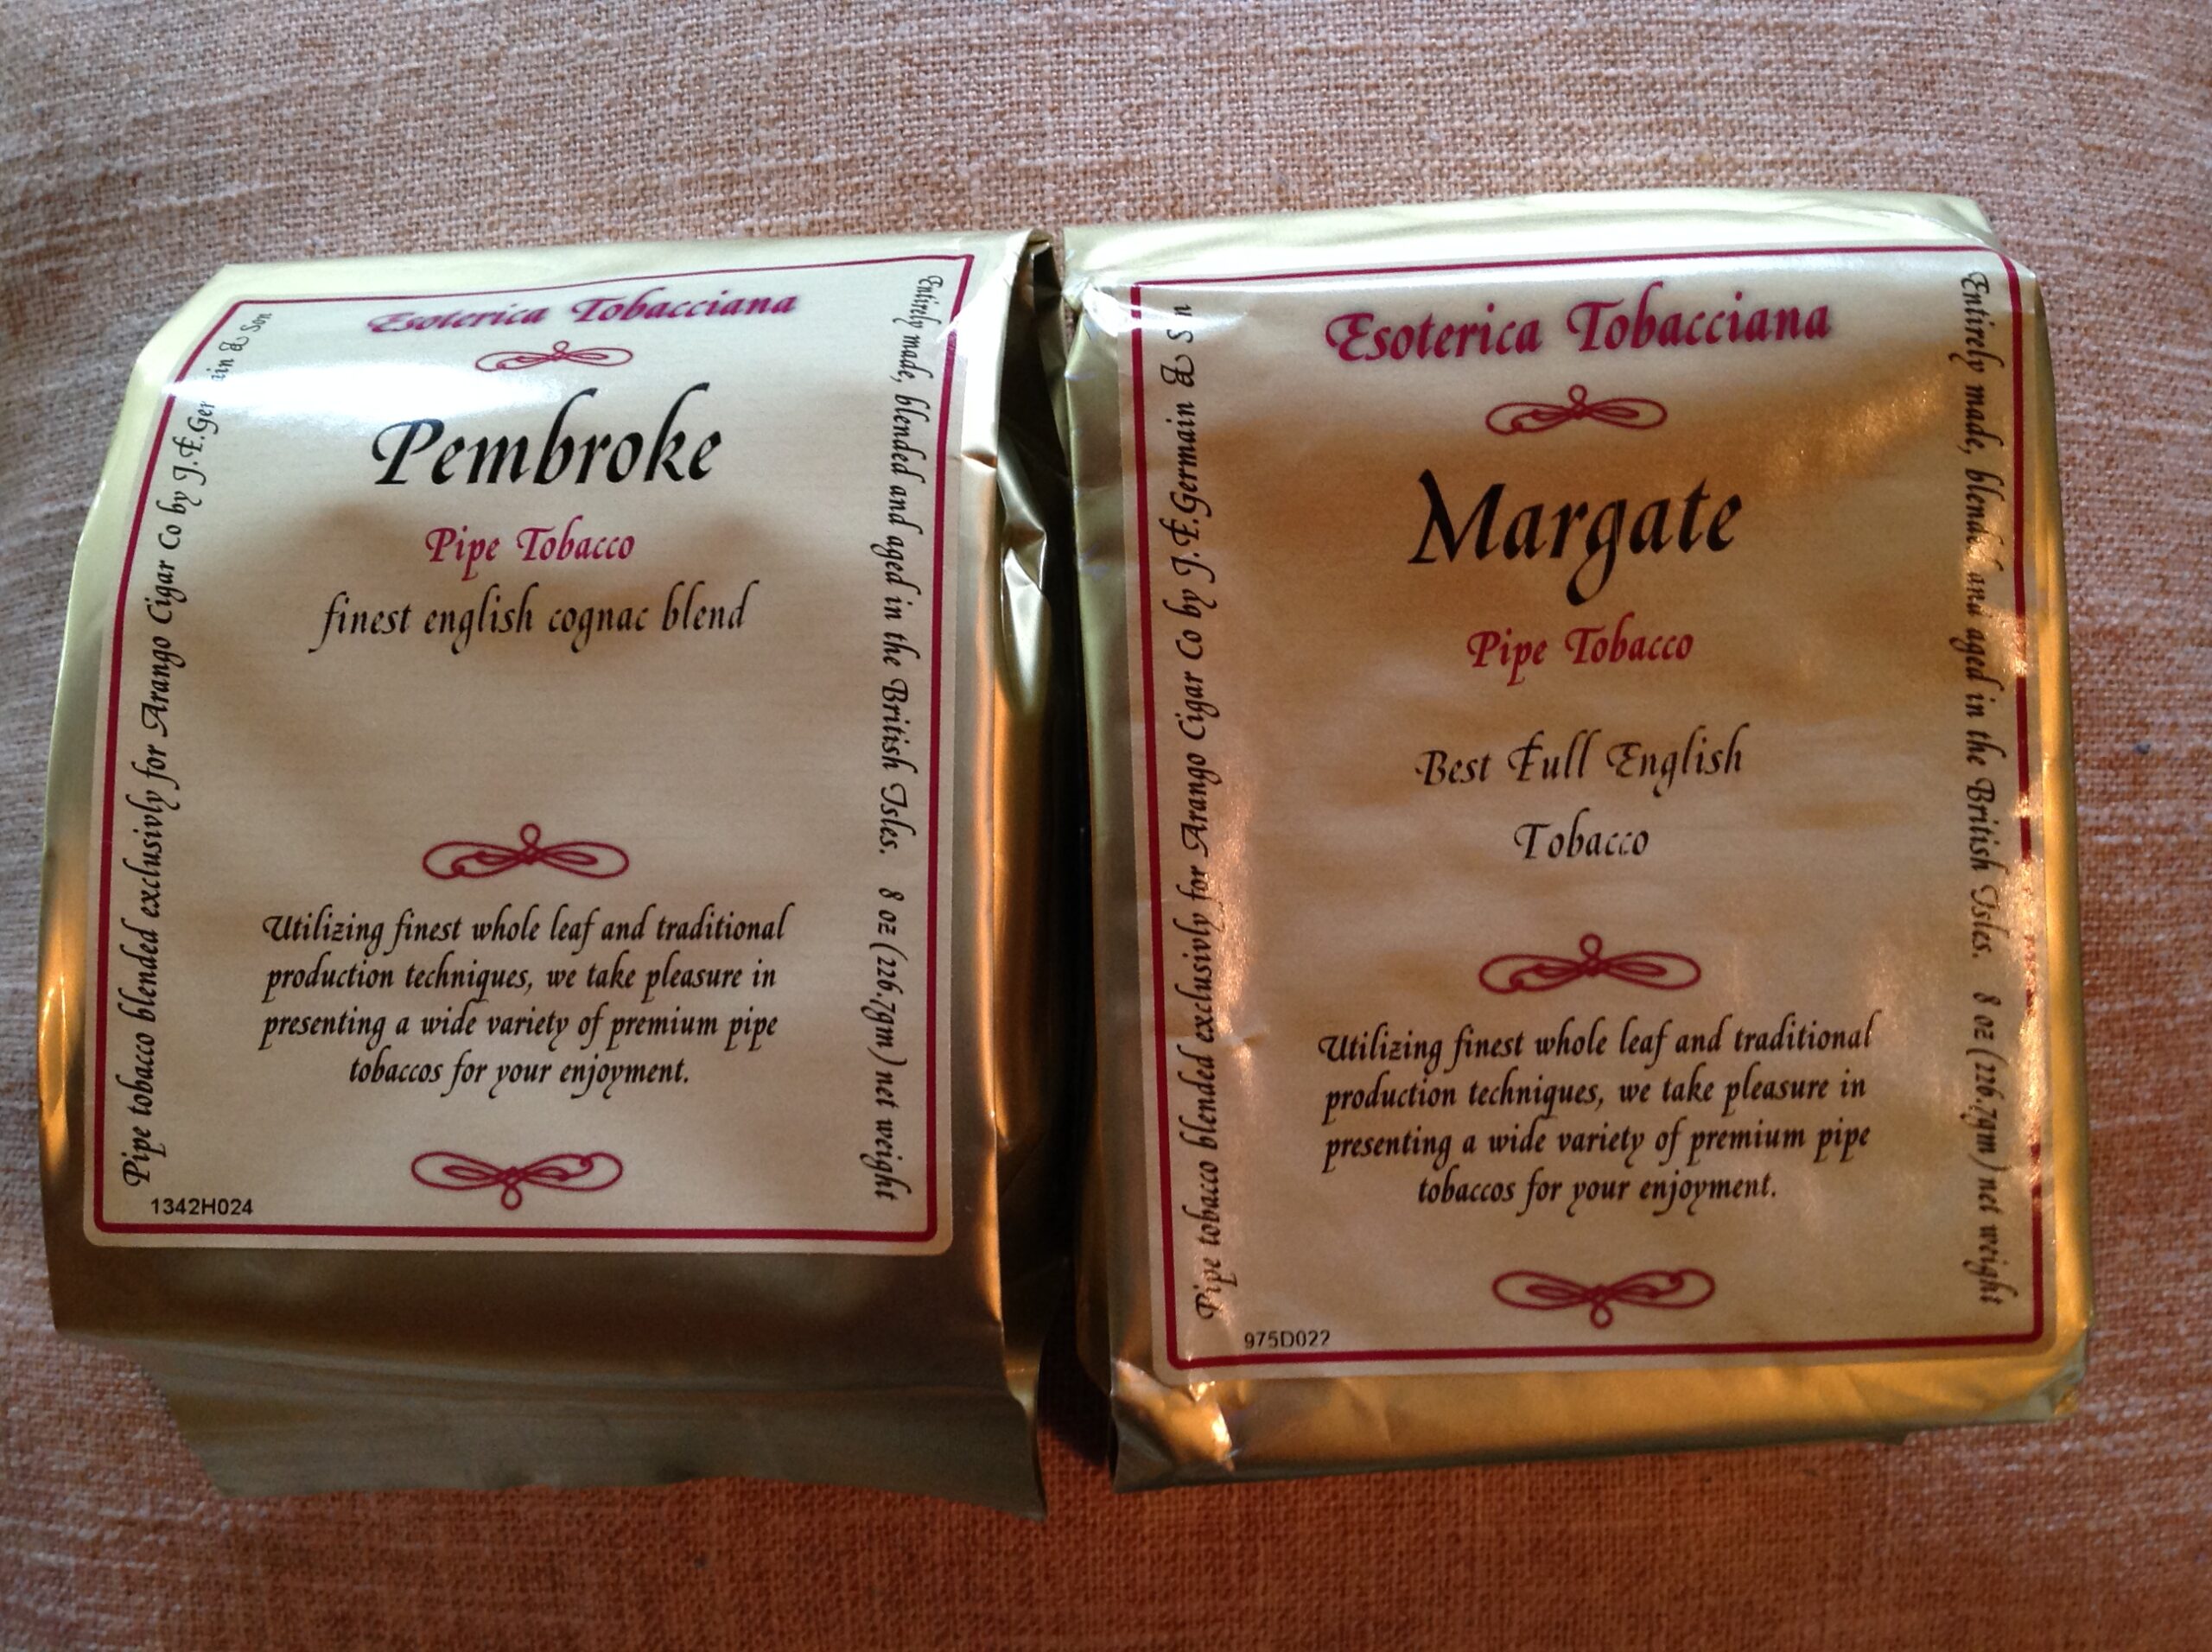 Esoterica Tobacciana
Pembroke
Pipe Tobacco
finest english cognac blend
Utilizing finest whole leaf and traditional
production techniques, we take pleasure in
presenting a wide variety of premium pipe
tobaccos for your enjoyment.
Pipe tobacco blended exclusivly for Arango Cigar Co by J.F.Germain & Son
Entirely made, blended and aged in the British Isles. 8 oz (226.7gm) net weight
1342H024
Esoterica Tobacciana
Margate
Pipe Tobacco
Best Full English
Tobacco
Utilizing finest whole leaf and traditional
production techniques, we take pleasure in
presenting a wide variety of premium pipe
tobaccos for your enjoyment.
Pipe tobacco blended exclusivly for Arango Cigar Co by J.F.Germain & Son
Entirely made, blended and aged in the British Isles. 8 oz (226.7gm) net weight
975D022